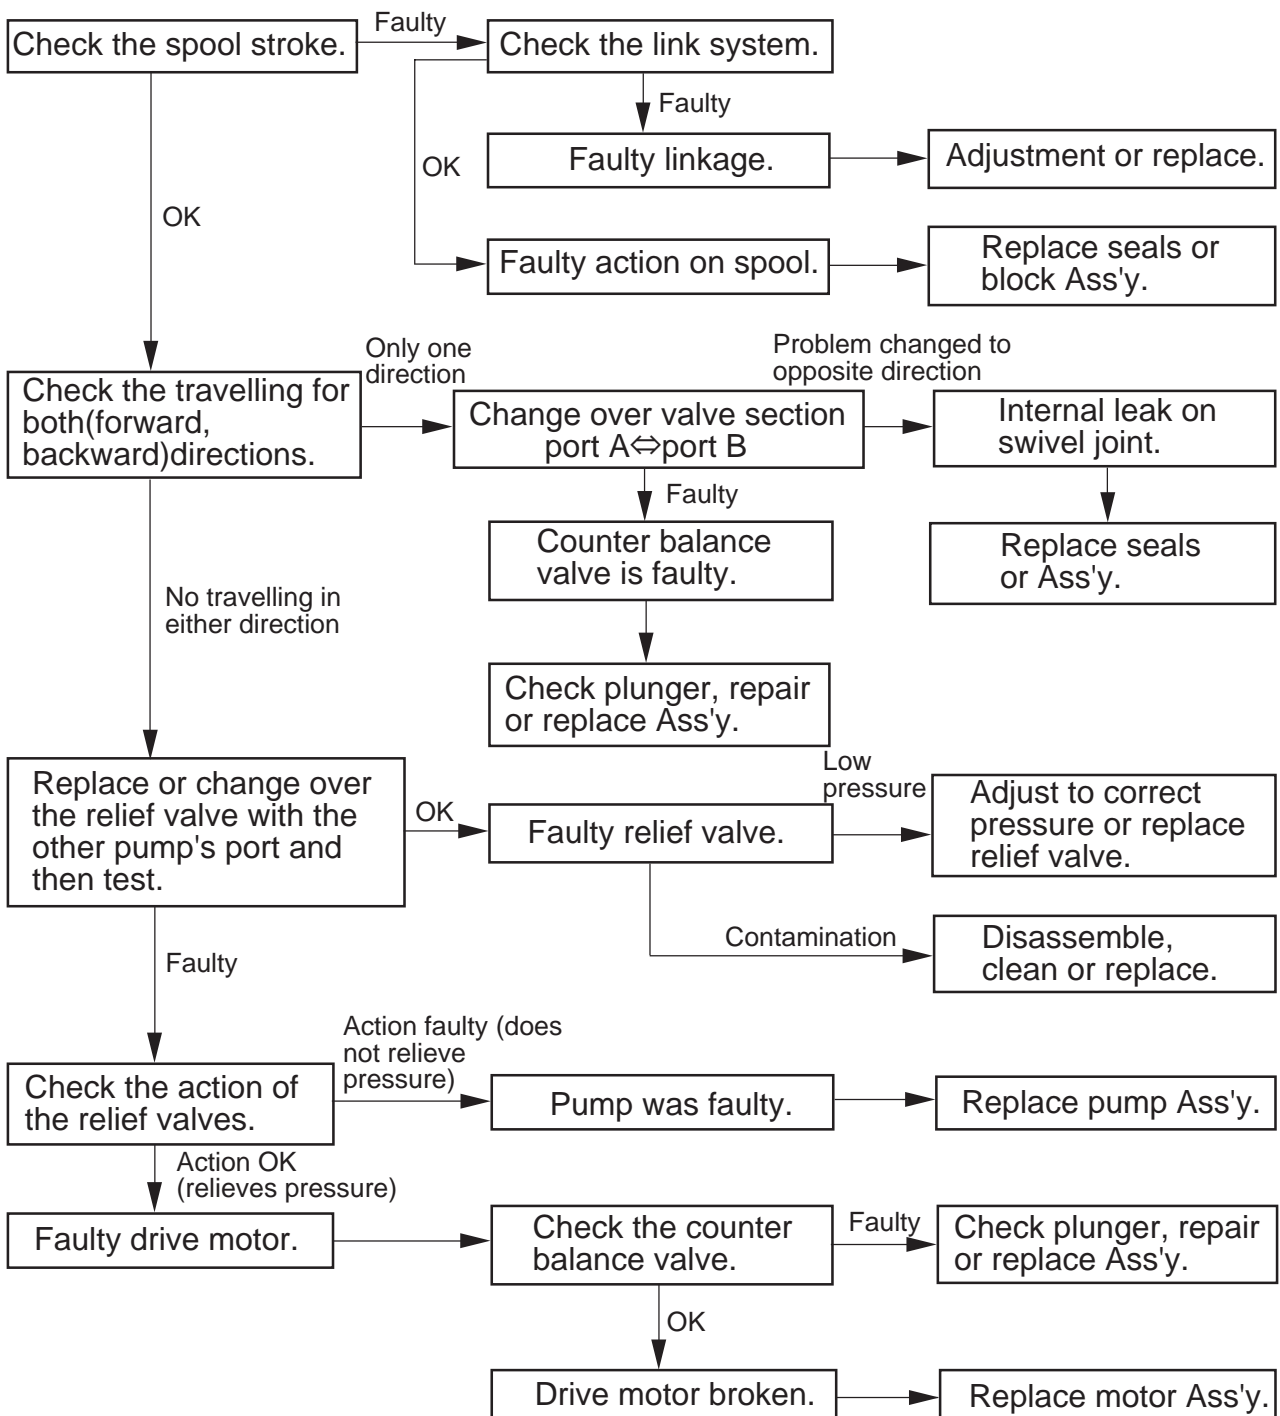 Check the spool stroke.
Faulty
Check the link system.
Faulty
OK
Faulty linkage.
Adjustment or replace.
OK
Faulty action on spool.
Replace seals or
block Ass'y.
Check the travelling for
both(forward,
backward)directions.
Only one
direction
Change over valve section
port A⇔port B
Problem changed to
opposite direction
Internal leak on
swivel joint.
Faulty
Counter balance
valve is faulty.
Replace seals
or Ass'y.
No travelling in
either direction
Check plunger, repair
or replace Ass'y.
Replace or change over
the relief valve with the
other pump's port and
then test.
OK
Faulty relief valve.
Low
pressure
Adjust to correct
pressure or replace
relief valve.
Contamination
Disassemble,
clean or replace.
Faulty
Check the action of
the relief valves.
Action faulty (does
not relieve
pressure)
Pump was faulty.
Replace pump Ass'y.
Action OK
(relieves pressure)
Faulty drive motor.
Check the counter
balance valve.
Faulty
Check plunger, repair
or replace Ass'y.
OK
Drive motor broken.
Replace motor Ass'y.